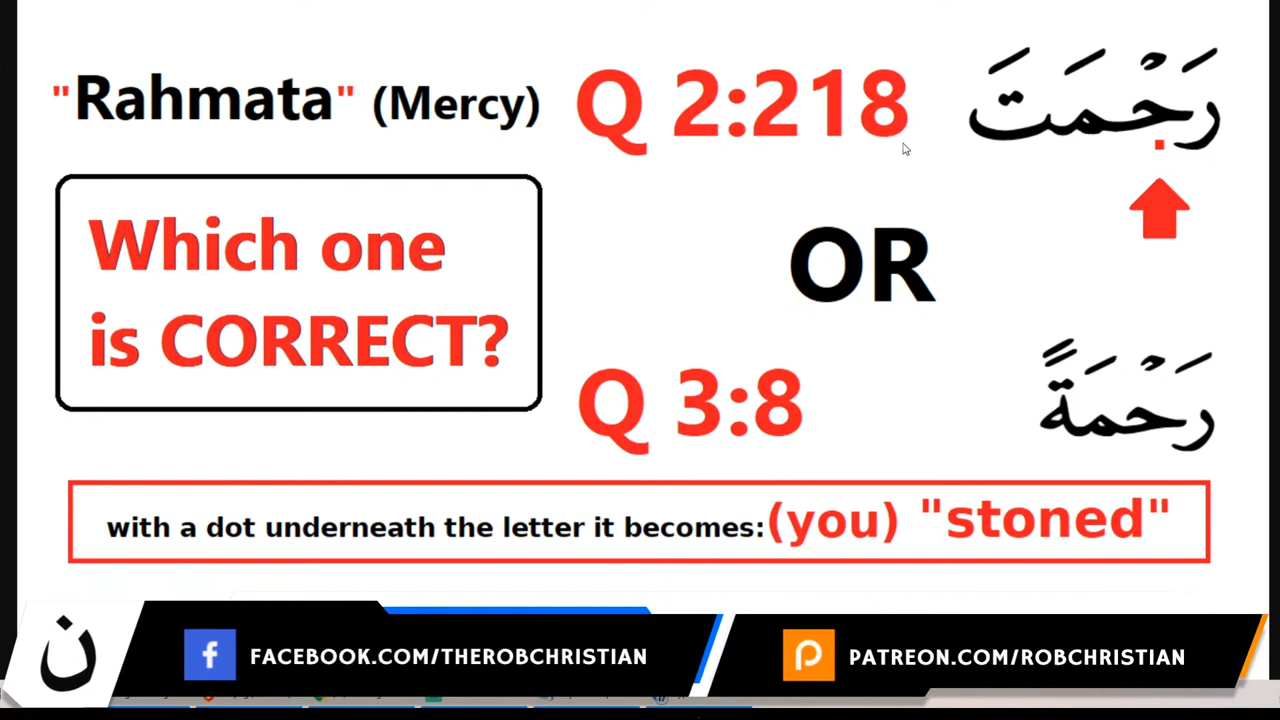 "Rahmata" (Mercy) Q 2:218 رَجْمَتَ
Which one
is CORRECT?
OR
Q 3:8 رَحْمَةً
with a dot underneath the letter it becomes:(you) "stoned"
ن
f FACEBOOK.COM/THEROBCHRISTIAN
PATREON.COM/ROBCHRISTIAN